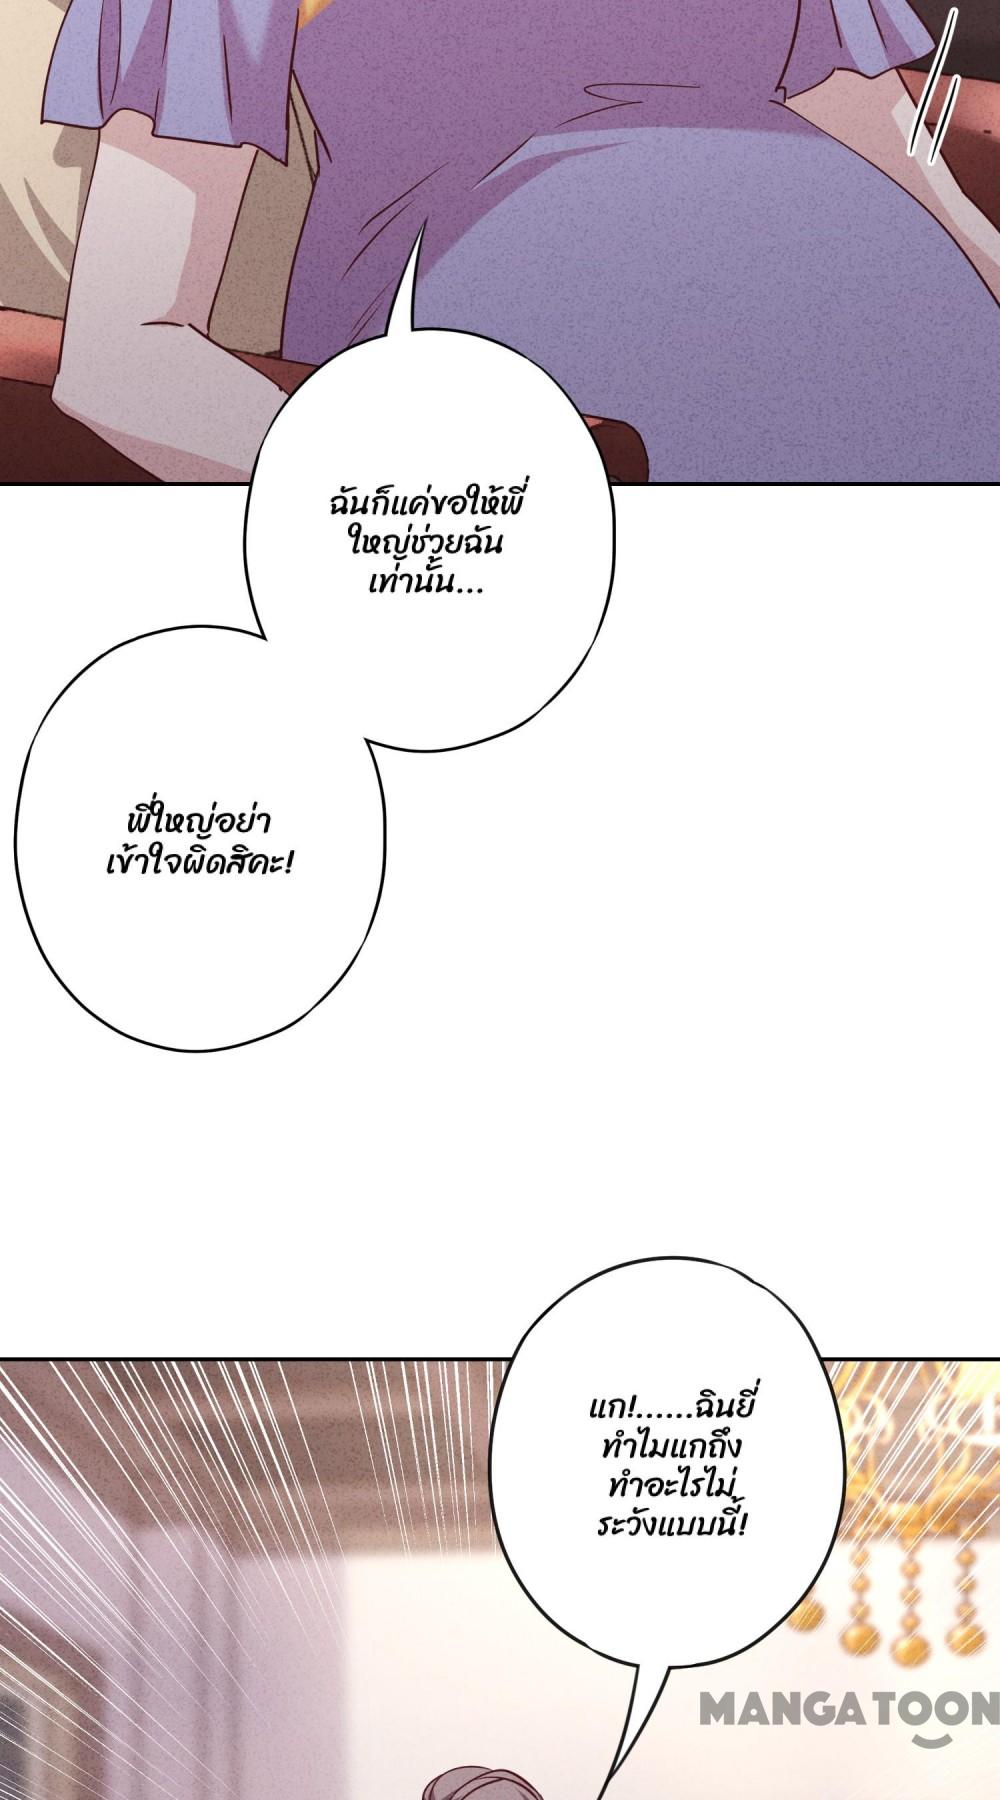 ฉันก็แค่ขอให้พี่
ใหญ่ช่วยฉัน
เท่านั้น...
พี่ใหญ่อย่า
เข้าใจผิดสิคะ!
แก!......ฉินยี่
ทำไมแกถึง
ทำอะไรไม่
ระวังแบบนี้!
MANGATOON